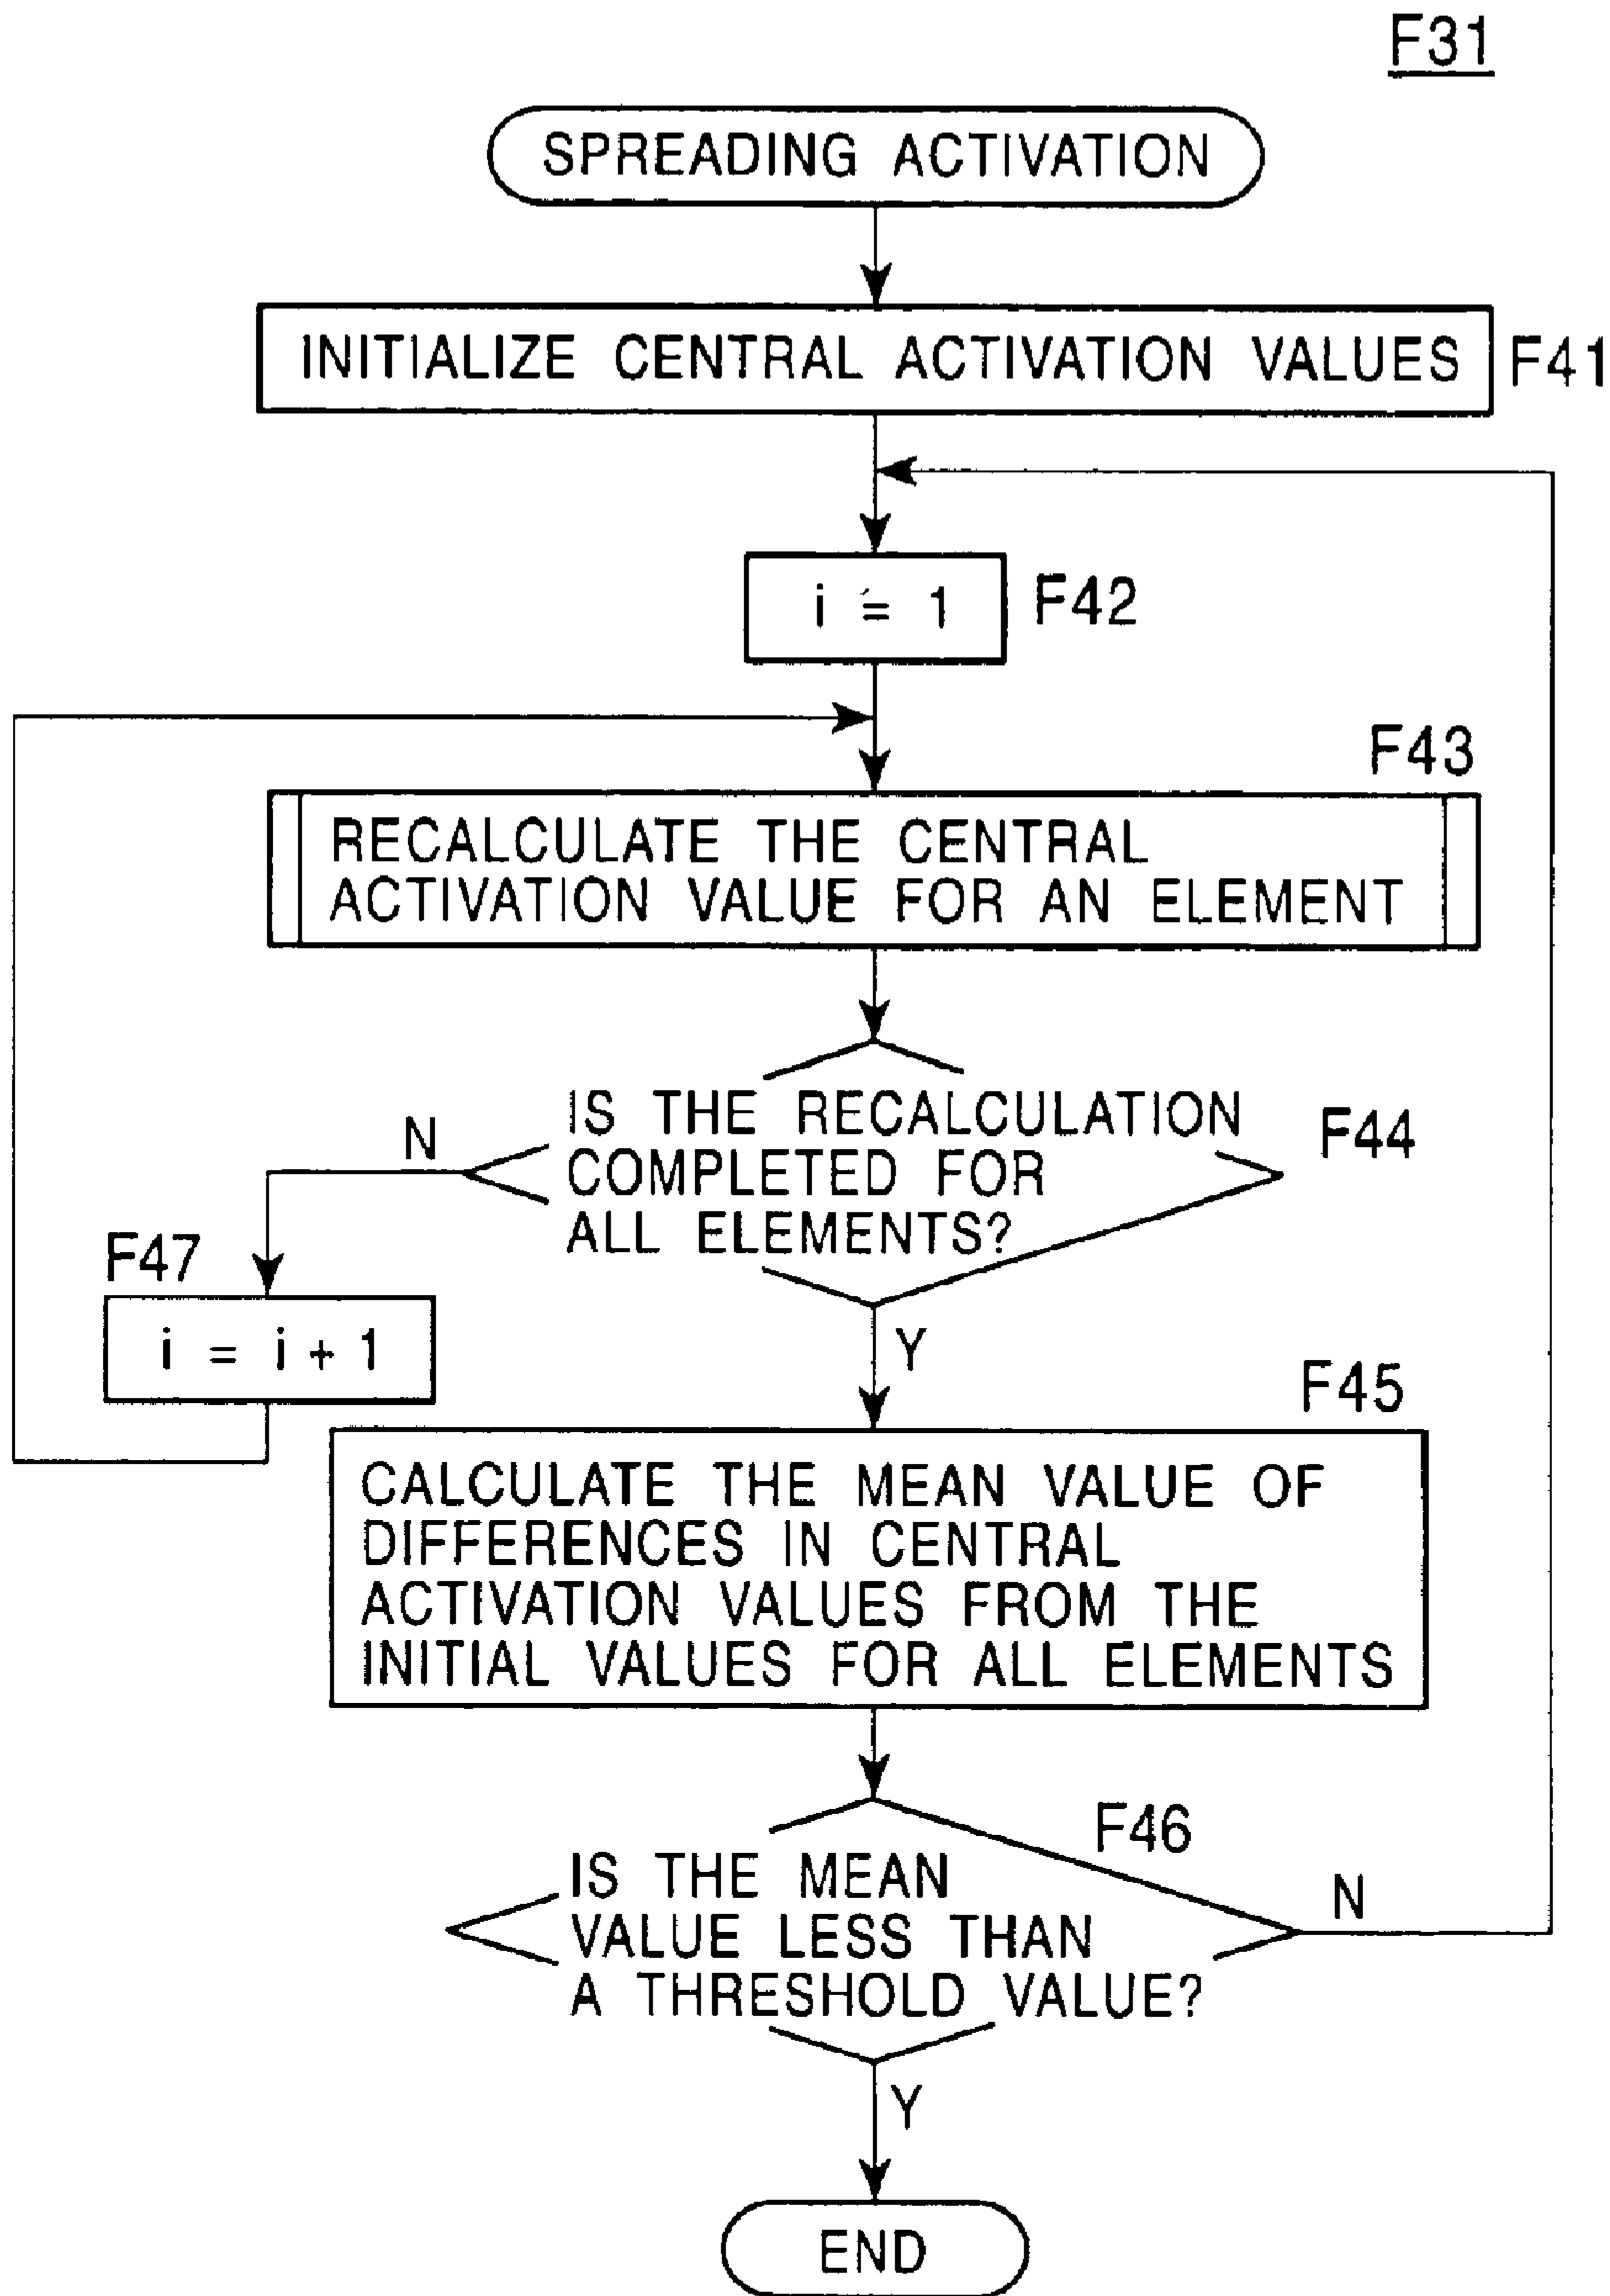 F31
SPREADING ACTIVATION
INITIALIZE CENTRAL ACTIVATION VALUES
F41
i = 1
F42
F43
RECALCULATE THE CENTRAL
ACTIVATION VALUE FOR AN ELEMENT
IS THE RECALCULATION
COMPLETED FOR
ALL ELEMENTS?
F44
N
F47
i = i + 1
Y
F45
CALCULATE THE MEAN VALUE OF
DIFFERENCES IN CENTRAL
ACTIVATION VALUES FROM THE
INITIAL VALUES FOR ALL ELEMENTS
F46
IS THE MEAN
VALUE LESS THAN
A THRESHOLD VALUE?
N
Y
END